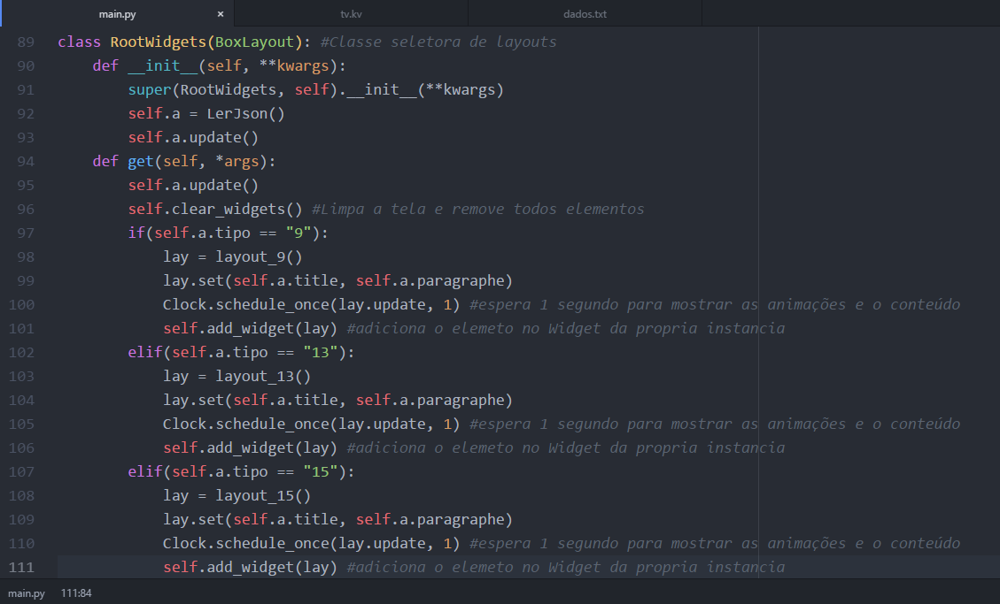 main.py × tv.kv dados.txt
89 class RootWidgets(BoxLayout): #Classe seletora de layouts
90     def __init__(self, **kwargs):
91         super(RootWidgets, self).__init__(**kwargs)
92         self.a = LerJson()
93         self.a.update()
94     def get(self, *args):
95         self.a.update()
96         self.clear_widgets() #Limpa a tela e remove todos elementos
97         if(self.a.tipo == "9"):
98             lay = layout_9()
99             lay.set(self.a.title, self.a.paragraphe)
100             Clock.schedule_once(lay.update, 1) #espera 1 segundo para mostrar as animações e o conteúdo
101             self.add_widget(lay) #adiciona o elemeto no Widget da propria instancia
102         elif(self.a.tipo == "13"):
103             lay = layout_13()
104             lay.set(self.a.title, self.a.paragraphe)
105             Clock.schedule_once(lay.update, 1) #espera 1 segundo para mostrar as animações e o conteúdo
106             self.add_widget(lay) #adiciona o elemeto no Widget da propria instancia
107         elif(self.a.tipo == "15"):
108             lay = layout_15()
109             lay.set(self.a.title, self.a.paragraphe)
110             Clock.schedule_once(lay.update, 1) #espera 1 segundo para mostrar as animações e o conteúdo
111             self.add_widget(lay) #adiciona o elemeto no Widget da propria instancia
main.py 111:84